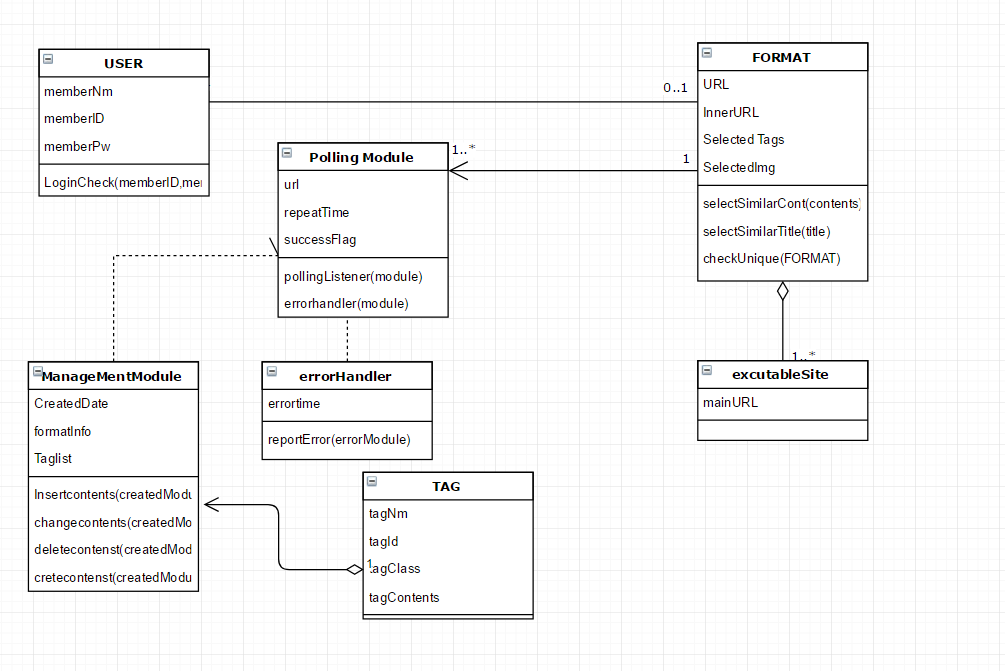 USER
memberNm
memberID
memberPw
LoginCheck(memberID,mer
0..1
FORMAT
URL
InnerURL
Selected Tags
SelectedImg
selectSimilarCont(contents)
selectSimilarTitle(title)
checkUnique(FORMAT)
1..*
1
Polling Module
url
repeatTime
successFlag
pollingListener(module)
errorhandler(module)
ManageMentModule
CreatedDate
formatInfo
Taglist
Insertcontents(createdModu
changecontents(createdMo
deletecontenst(createdMod
cretecontenst(createdModu
errorHandler
errortime
reportError(errorModule)
1..*
excutableSite
mainURL
TAG
tagNm
tagId
1
tagClass
tagContents